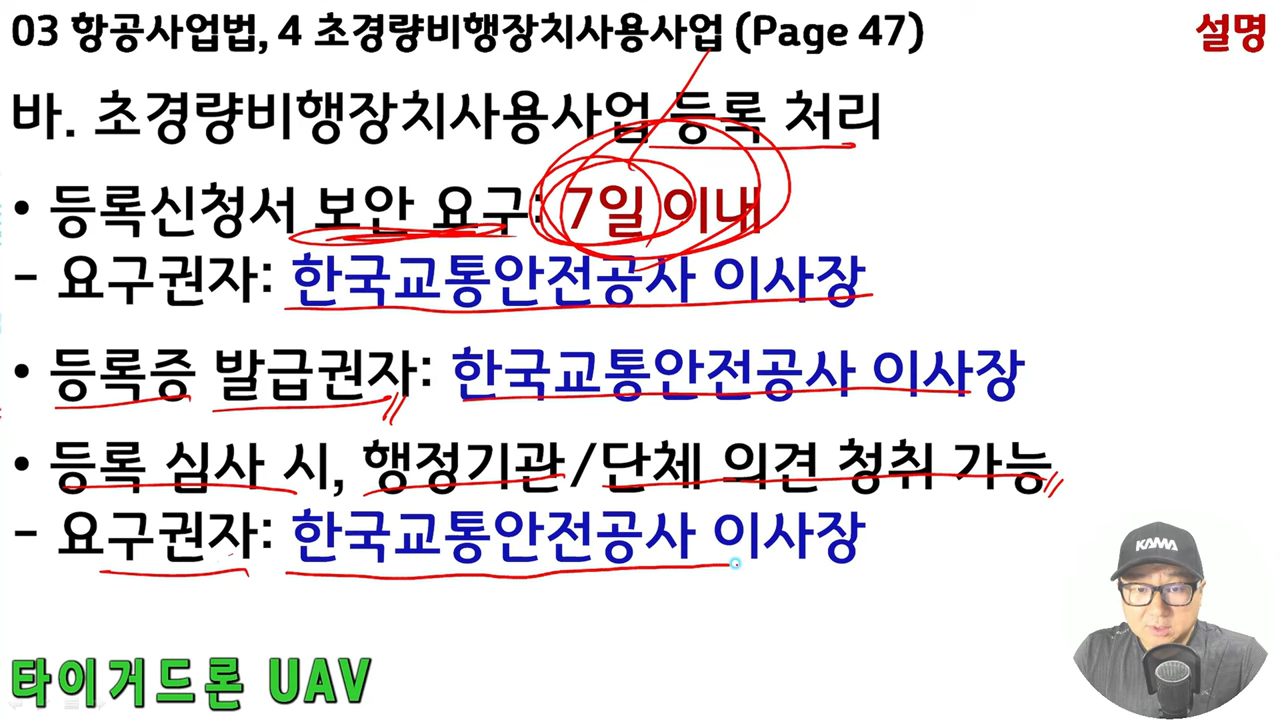 03 항공사업법, 4 초경량비행장치사용사업 (Page 47)
설명
바. 초경량비행장치사용사업 등록 처리
• 등록신청서 보안 요구: 7일 이내
- 요구권자: 한국교통안전공사 이사장
• 등록증 발급권자: 한국교통안전공사 이사장
• 등록 심사 시, 행정기관/단체 의견 청취 가능
- 요구권자: 한국교통안전공사 이사장
KAMA
타이거드론 UAV